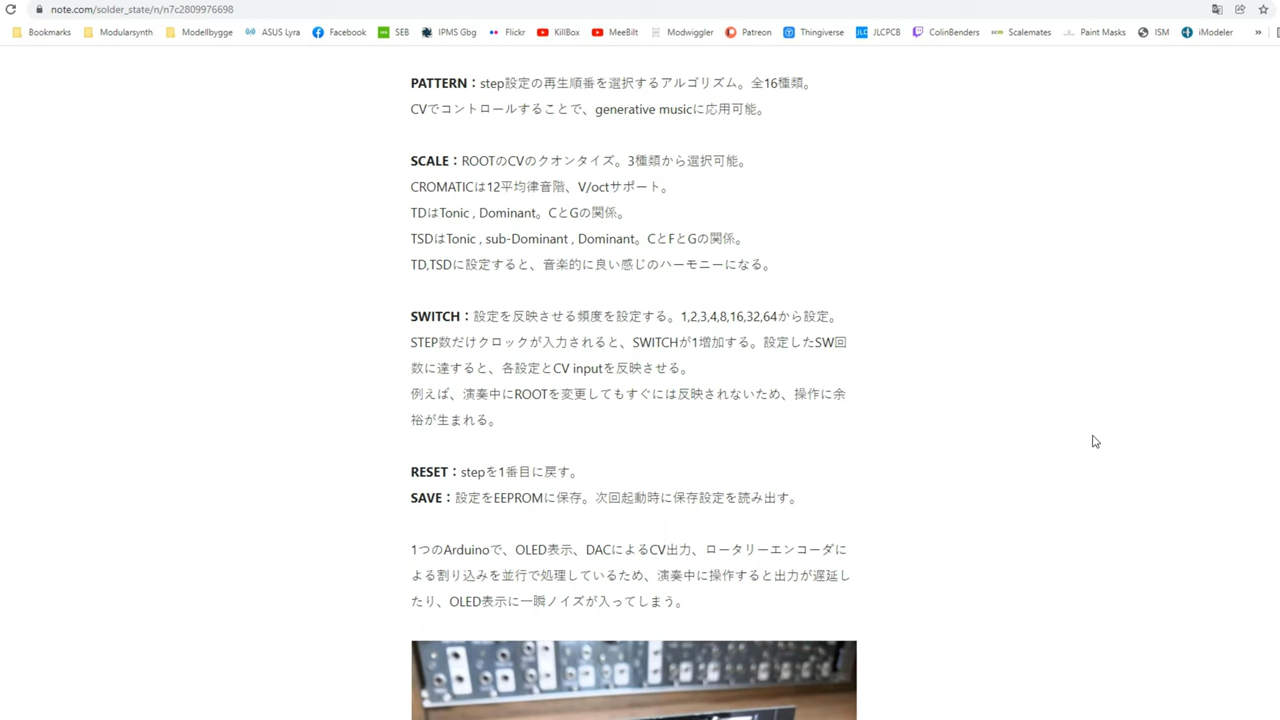 note.com/solder_state/n/n7c2809976698
Bookmarks Modularsynth Modellbygge ASUS Lyra Facebook SEB IPMS Gbg Flickr KillBox MeeBilt Modwiggler Patreon Thingiverse JLCPCB ColinBenders Scalemates Paint Masks ISM iModeler »
PATTERN：step設定の再生順番を選択するアルゴリズム。全16種類。
CVでコントロールすることで、generative musicに応用可能。
SCALE：ROOTのCVのクオンタイズ。3種類から選択可能。
CROMATICは12平均律音階、V/octサポート。
TDはTonic , Dominant。CとGの関係。
TSDはTonic , sub-Dominant , Dominant。CとFとGの関係。
TD,TSDに設定すると、音楽的に良い感じのハーモニーになる。
SWITCH：設定を反映させる頻度を設定する。1,2,3,4,8,16,32,64から設定。
STEP数だけクロックが入力されると、SWITCHが1増加する。設定したSW回
数に達すると、各設定とCV inputを反映させる。
例えば、演奏中にROOTを変更してもすぐには反映されないため、操作に余
裕が生まれる。
RESET：stepを1番目に戻す。
SAVE：設定をEEPROMに保存。次回起動時に保存設定を読み出す。
1つのArduinoで、OLED表示、DACによるCV出力、ロータリーエンコーダに
よる割り込みを並行で処理しているため、演奏中に操作すると出力が遅延し
たり、OLED表示に一瞬ノイズが入ってしまう。